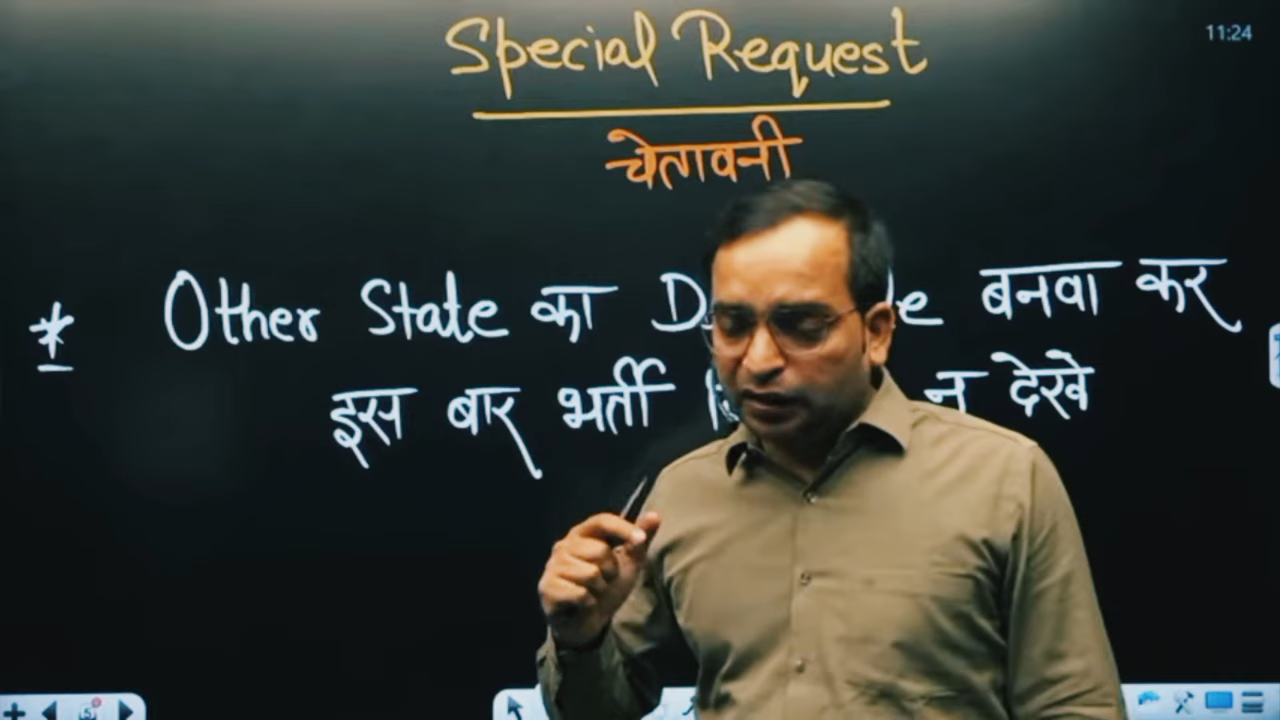 Special Request
11:24
चेतावनी
* Other State का बनवा कर
इस बार भर्ती न देखे